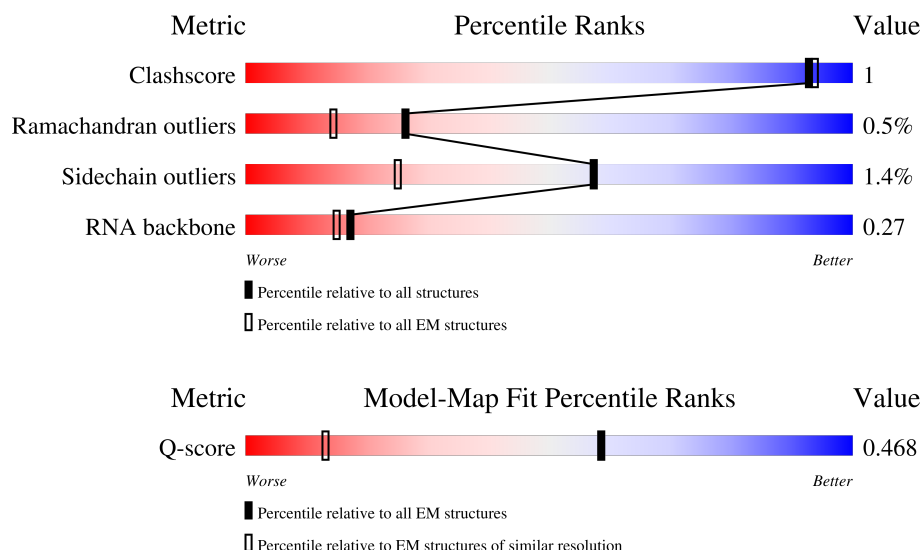 Metric Percentile Ranks Value
Clashscore 1
Ramachandran outliers 0.5%
Sidechain outliers 1.4%
RNA backbone 0.27
Worse Better
Percentile relative to all structures
Percentile relative to all EM structures
Metric Model-Map Fit Percentile Ranks Value
Q-score 0.468
Worse Better
Percentile relative to all EM structures
Percentile relative to EM structures of similar resolution